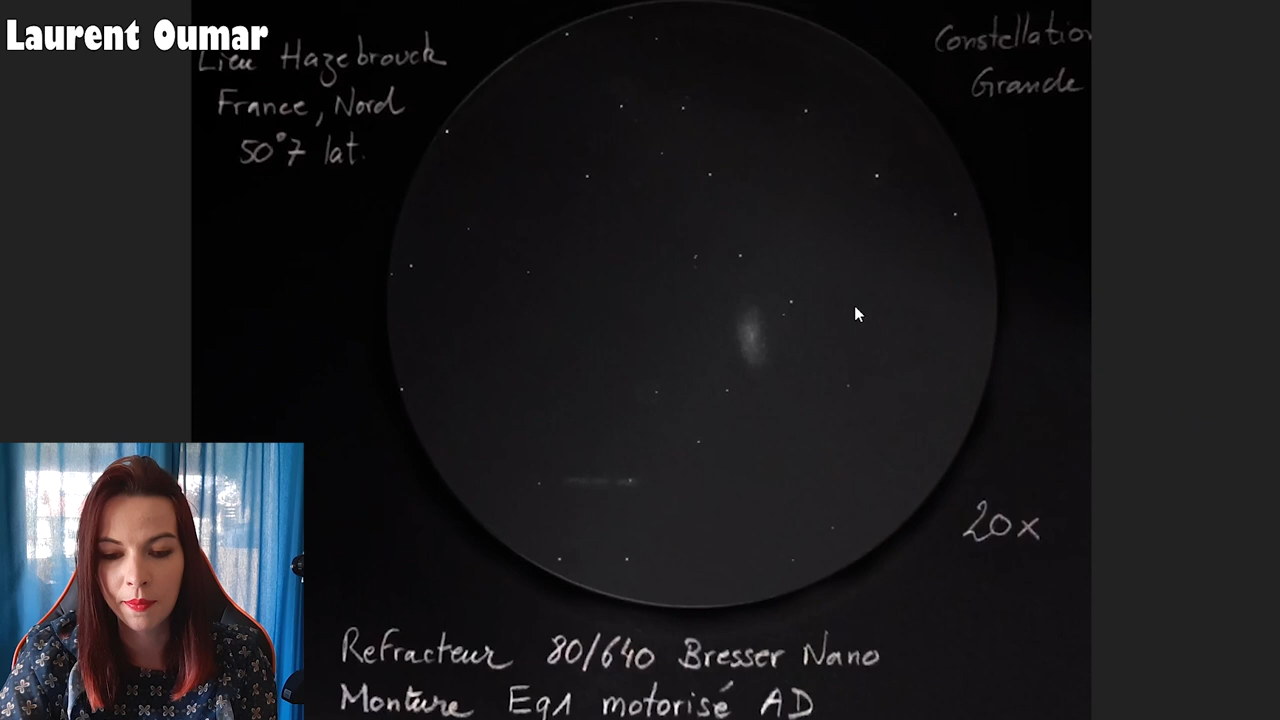 Laurent Oumar
Lieu Hazebrouck
France, Nord
50°7 lat.
Constellation
Grande
20x
Refracteur 80/640 Bresser Nano
Monture Eq1 motorisé AD